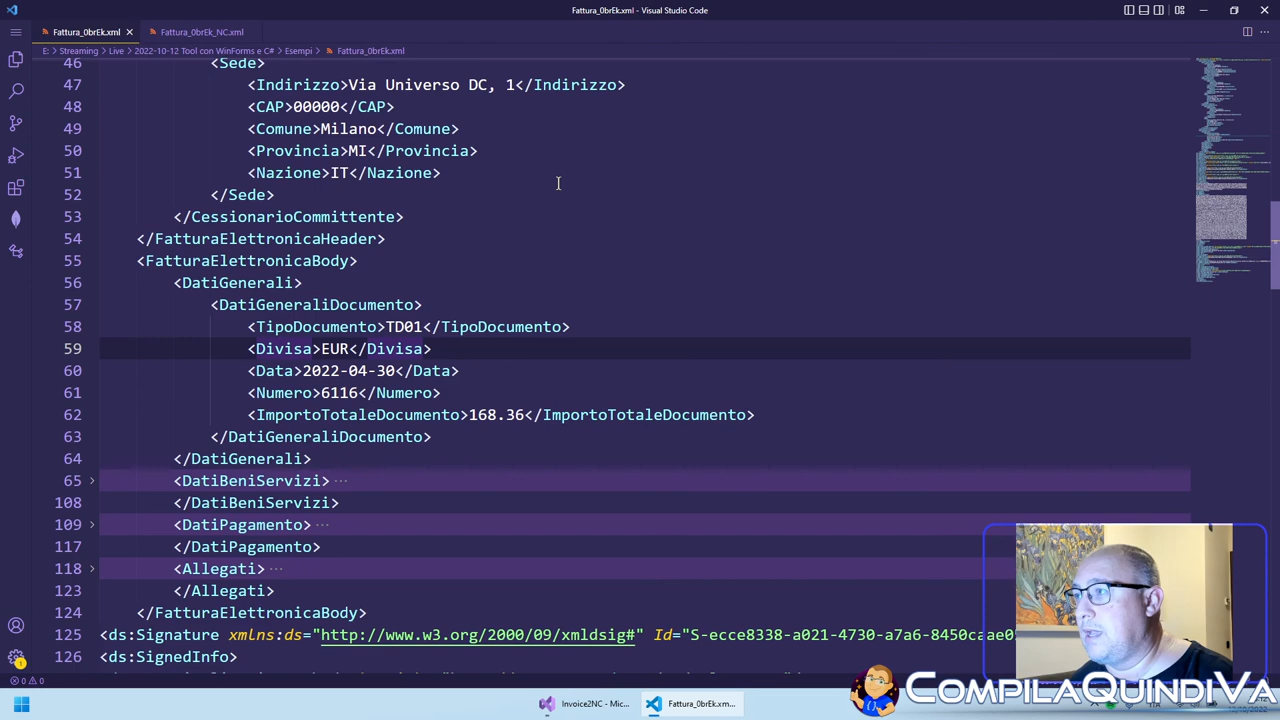 Fattura_0brEk.xml - Visual Studio Code
Fattura_0brEk.xml
Fattura_0brEk_NC.xml
E: > Streaming > Live > 2022-10-12 Tool con WinForms e C# > Esempi > Fattura_0brEk.xml
46 <Sede>
47 <Indirizzo>Via Universo DC, </Indirizzo>
48 <CAP>00000</CAP>
49 <Comune>Milano</Comune>
50 <Provincia>MI</Provincia>
51 <Nazione>IT</Nazione>
52 </Sede>
53 </CessionarioCommittente>
54 </FatturaElettronicaHeader>
55 <FatturaElettronicaBody>
56 <DatiGenerali>
57 <DatiGeneraliDocumento>
58 <TipoDocumento>TD01</TipoDocumento>
59 <Divisa>EUR</Divisa>
60 <Data>2022-04-30</Data>
61 <Numero>6116</Numero>
62 <ImportoTotaleDocumento>168.36</ImportoTotaleDocumento>
63 </DatiGeneraliDocumento>
64 </DatiGenerali>
65 <DatiBeniServizi> ...
108 </DatiBeniServizi>
109 <DatiPagamento> ...
117 </DatiPagamento>
118 <Allegati> ...
123 </Allegati>
124 </FatturaElettronicaBody>
125 <ds:Signature xmlns:ds="http://www.w3.org/2000/09/xmldsig#" Id="S-ecce8338-a021-4730-a7a6-8450caae0
126 <ds:SignedInfo>
0 0
Invoice2NC - Mic...
Fattura_0brEk.xm...
COMPILAQUINDIVA